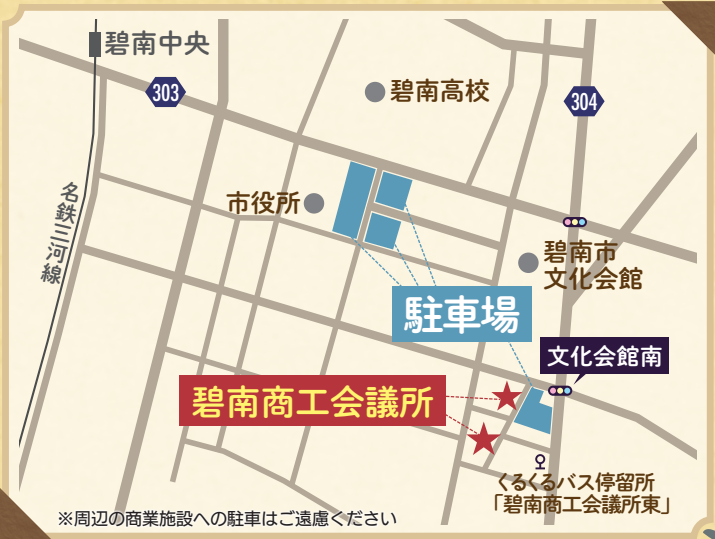 碧南中央
303
碧南高校
304
名鉄三河線
市役所
碧南市
文化会館
駐車場
文化会館南
碧南商工会議所
くるくるバス停留所
「碧南商工会議所東」
※周辺の商業施設への駐車はご遠慮ください